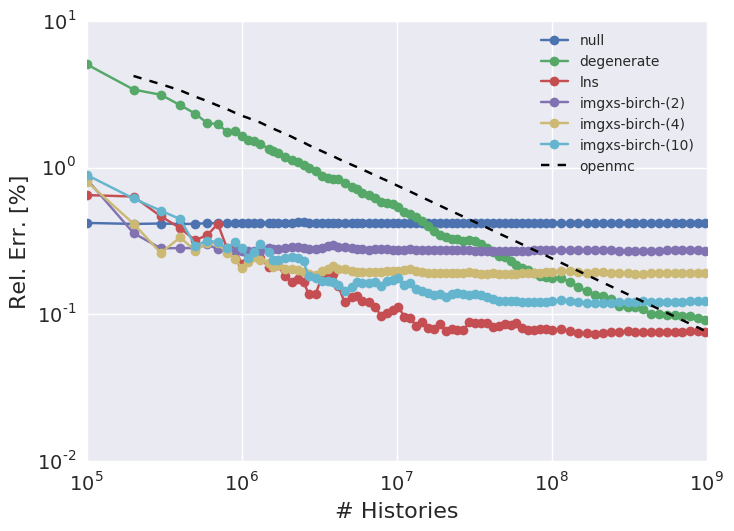 Rel. Err. [%]
10^1
10^0
10^-1
10^-2
null
degenerate
lns
imgxs-birch-(2)
imgxs-birch-(4)
imgxs-birch-(10)
openmc
10^5
10^6
10^7
10^8
10^9
# Histories